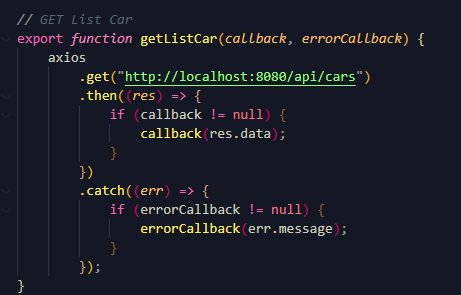 // GET List Car
export function getListCar(callback, errorCallback) {
    axios
        .get("http://localhost:8080/api/cars")
        .then((res) => {
            if (callback != null) {
                callback(res.data);
            }
        })
        .catch((err) => {
            if (errorCallback != null) {
                errorCallback(err.message);
            }
        });
}